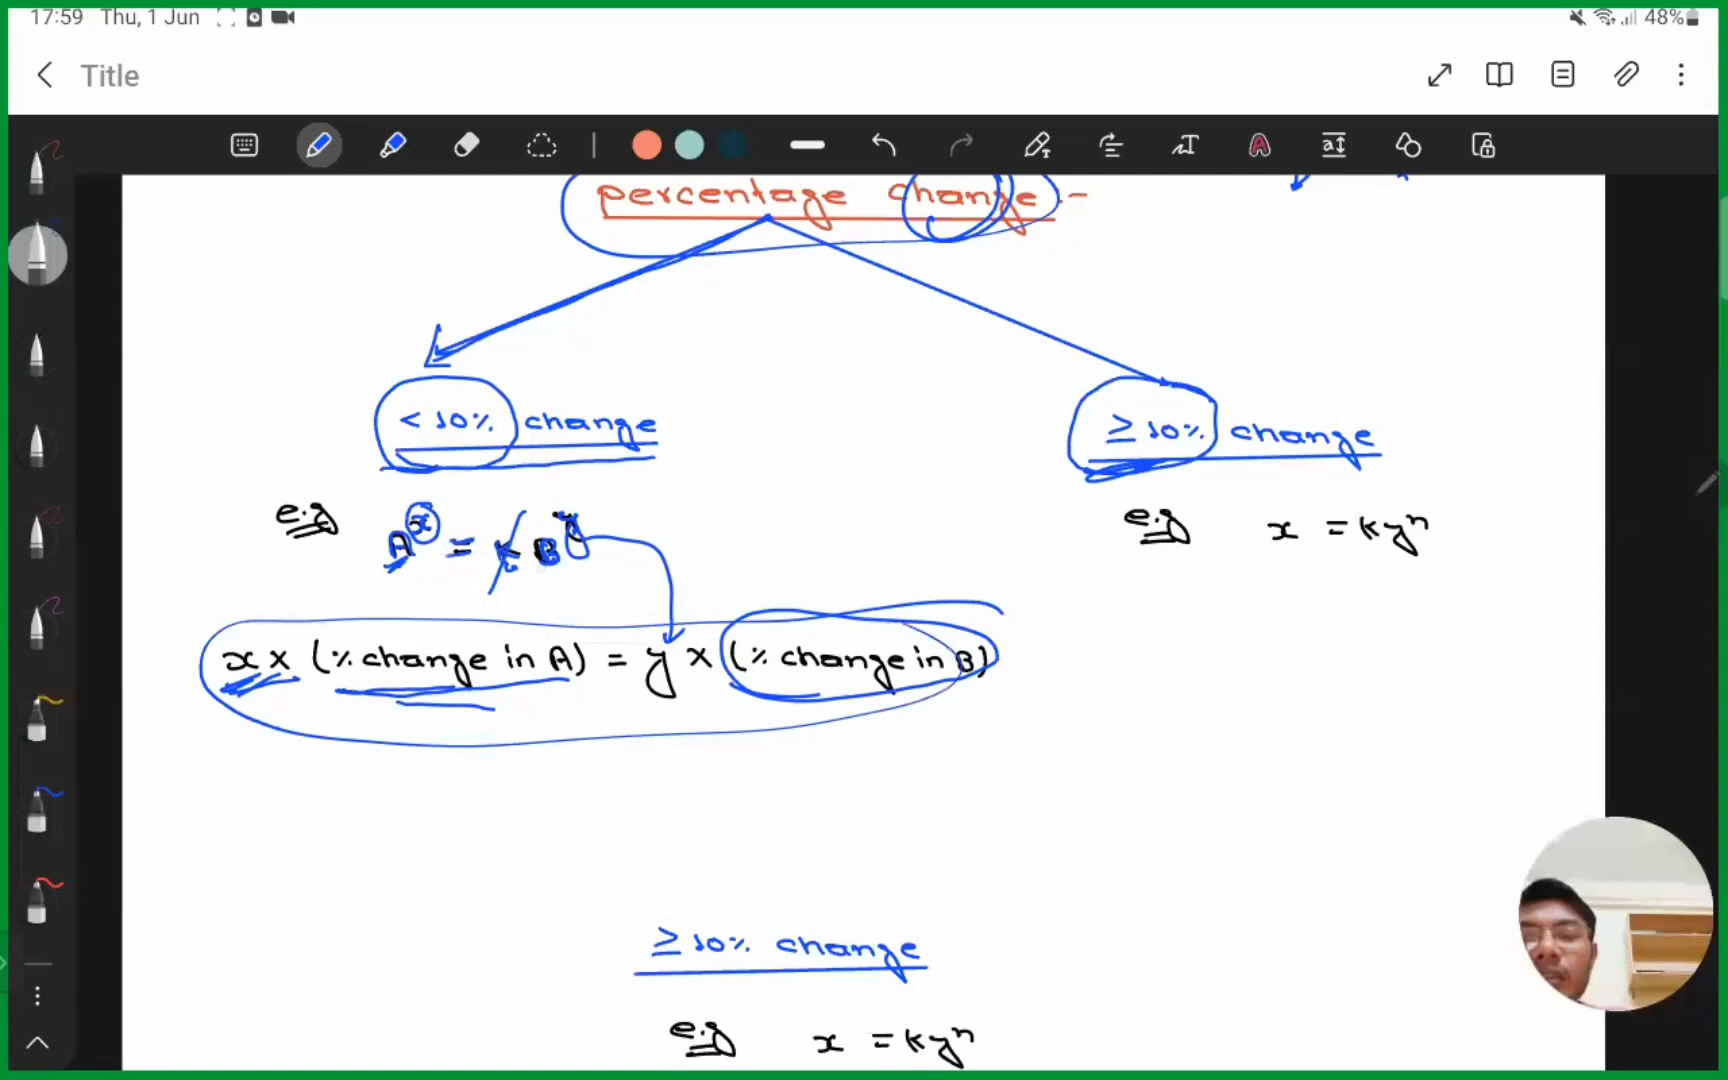 17:59 Thu, 1 Jun 48%
Title
percentage change :-
< 10% change
≥ 10% change
e.g A^x = k B^y
e.g x = ky^n
x × (% change in A) = y × (% change in B)
≥ 10% change
e.g x = ky^n